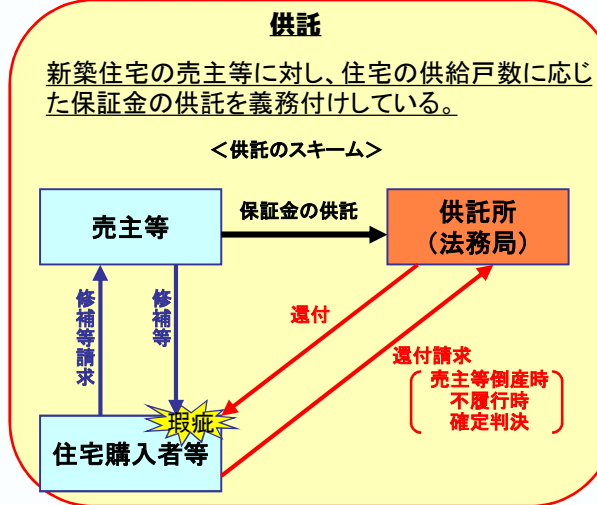 供託
新築住宅の売主等に対し、住宅の供給戸数に応じ
た保証金の供託を義務付けしている。
＜供託のスキーム＞
売主等
保証金の供託
供託所
（法務局）
修補等請求
修補等
還付
還付請求
売主等倒産時
不履行時
確定判決
瑕疵
住宅購入者等